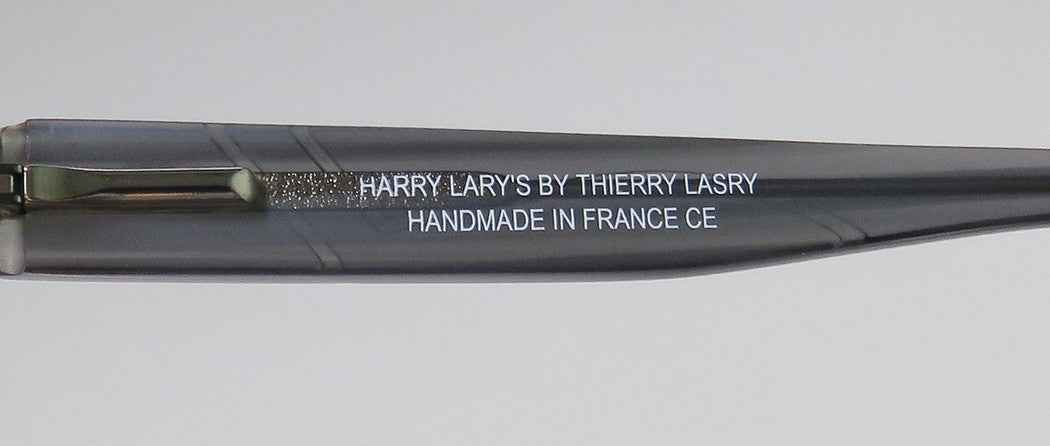 HARRY LARY'S BY THIERRY LASRY
HANDMADE IN FRANCE CE